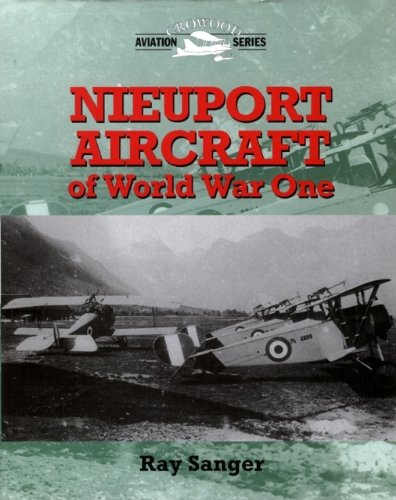 CROWOOD
AVIATION SERIES
NIEUPORT
AIRCRAFT
of World War One
Ray Sanger